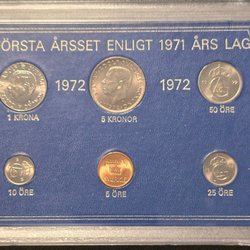 ÖRSTA ÅRSSET ENLIGT 1971 ÅRS LAG
1972 1972
1 KRONA 5 KRONOR 50 ÖRE
10 ÖRE 5 ÖRE 25 ÖRE